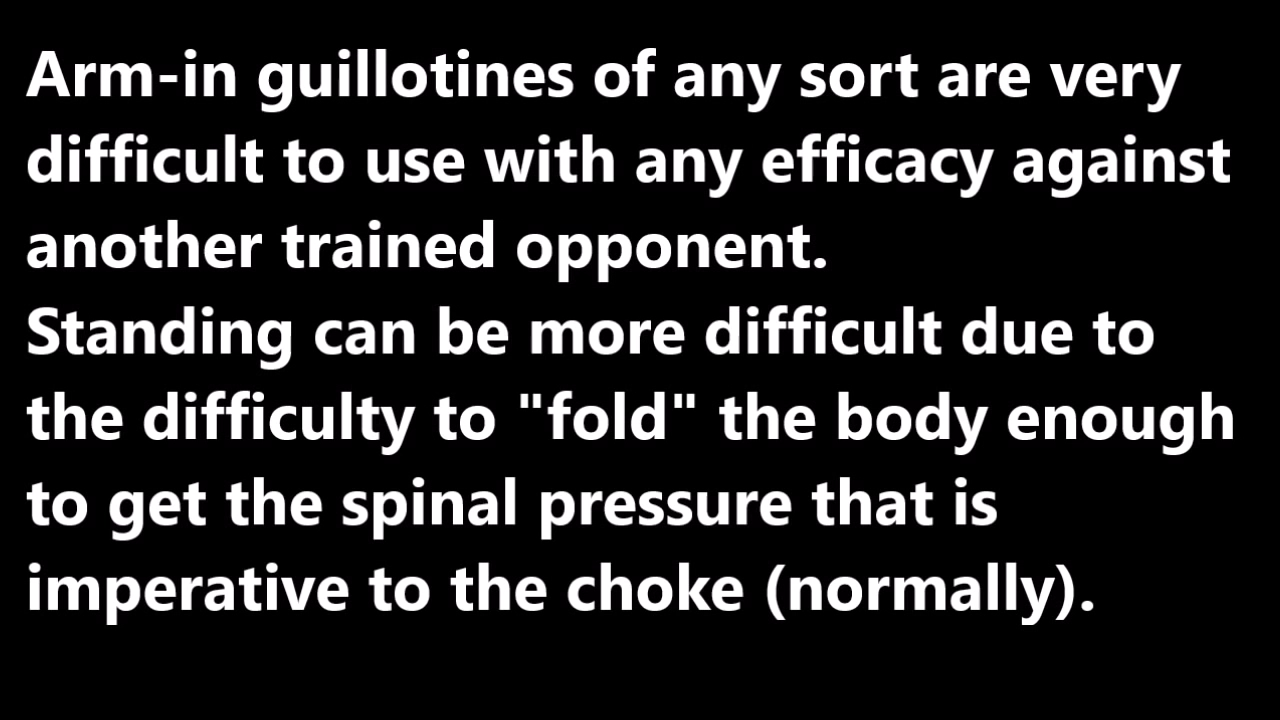 Arm-in guillotines of any sort are very
difficult to use with any efficacy against
another trained opponent.
Standing can be more difficult due to
the difficulty to "fold" the body enough
to get the spinal pressure that is
imperative to the choke (normally).